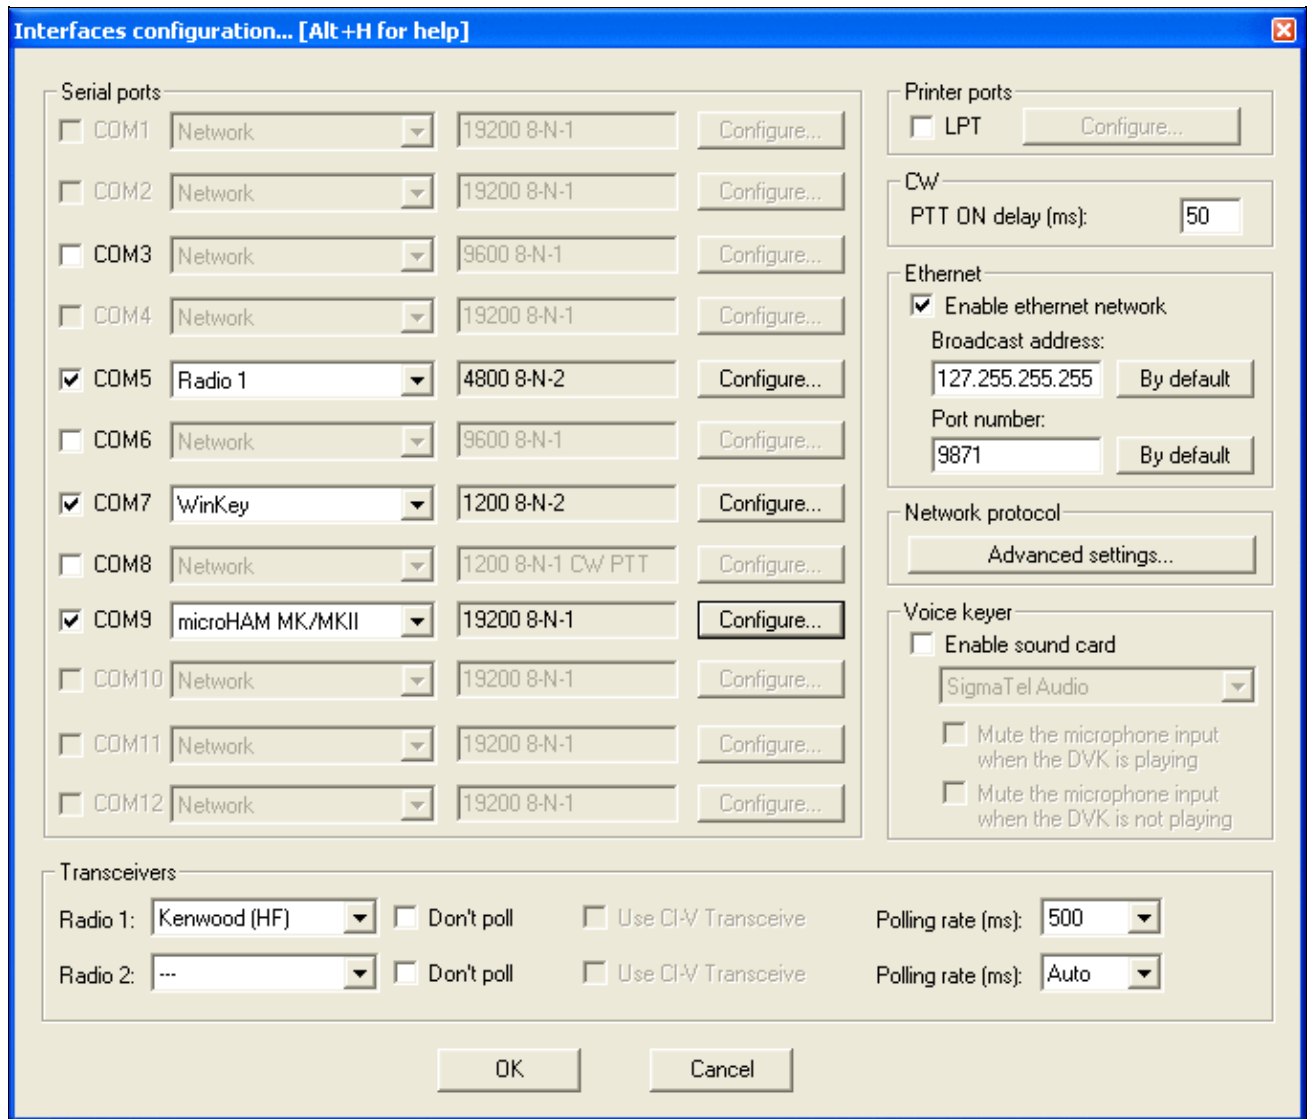 Interfaces configuration... [Alt+H for help]
Serial ports
COM1 Network 19200 8-N-1 Configure...
COM2 Network 19200 8-N-1 Configure...
COM3 Network 9600 8-N-1 Configure...
COM4 Network 19200 8-N-1 Configure...
COM5 Radio 1 4800 8-N-2 Configure...
COM6 Network 9600 8-N-1 Configure...
COM7 WinKey 1200 8-N-2 Configure...
COM8 Network 1200 8-N-1 CW PTT Configure...
COM9 microHAM MK/MKII 19200 8-N-1 Configure...
COM10 Network 19200 8-N-1 Configure...
COM11 Network 19200 8-N-1 Configure...
COM12 Network 19200 8-N-1 Configure...
Printer ports
LPT Configure...
CW
PTT ON delay (ms): 50
Ethernet
Enable ethernet network
Broadcast address:
127.255.255.255 By default
Port number:
9871 By default
Network protocol
Advanced settings...
Voice keyer
Enable sound card
SigmaTel Audio
Mute the microphone input
when the DVK is playing
Mute the microphone input
when the DVK is not playing
Transceivers
Radio 1: Kenwood (HF) Don't poll Use CI-V Transceive Polling rate (ms): 500
Radio 2: --- Don't poll Use CI-V Transceive Polling rate (ms): Auto
OK Cancel